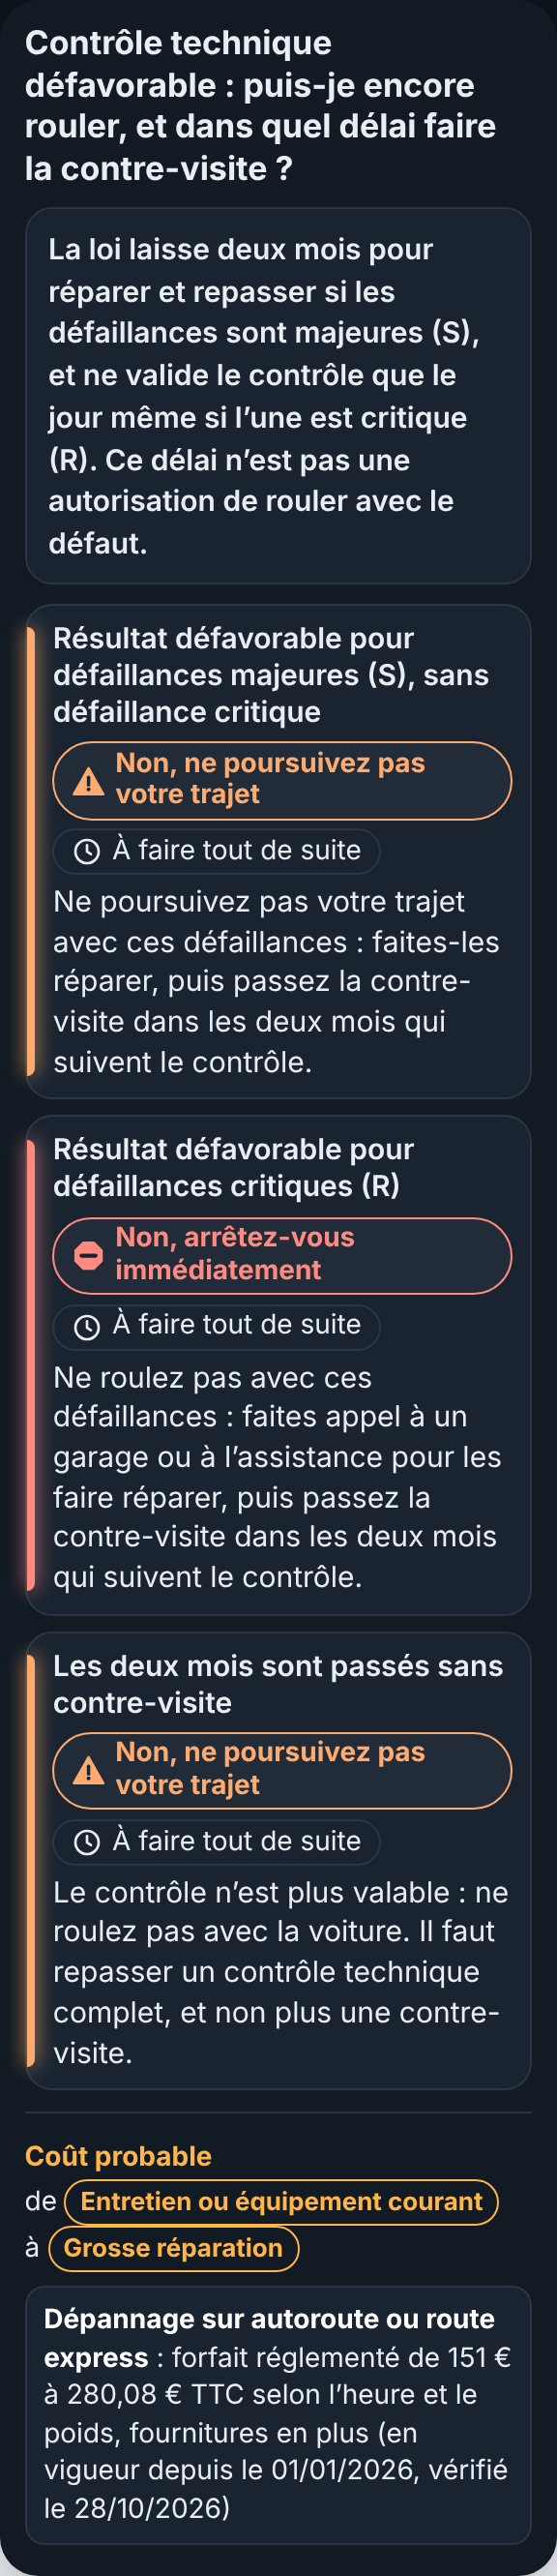 Contrôle technique
défavorable : puis-je encore
rouler, et dans quel délai faire
la contre-visite ?
La loi laisse deux mois pour
réparer et repasser si les
défaillances sont majeures (S),
et ne valide le contrôle que le
jour même si l’une est critique
(R). Ce délai n’est pas une
autorisation de rouler avec le
défaut.
Résultat défavorable pour
défaillances majeures (S), sans
défaillance critique
Non, ne poursuivez pas
votre trajet
À faire tout de suite
Ne poursuivez pas votre trajet
avec ces défaillances : faites-les
réparer, puis passez la contre-
visite dans les deux mois qui
suivent le contrôle.
Résultat défavorable pour
défaillances critiques (R)
Non, arrêtez-vous
immédiatement
À faire tout de suite
Ne roulez pas avec ces
défaillances : faites appel à un
garage ou à l’assistance pour les
faire réparer, puis passez la
contre-visite dans les deux mois
qui suivent le contrôle.
Les deux mois sont passés sans
contre-visite
Non, ne poursuivez pas
votre trajet
À faire tout de suite
Le contrôle n’est plus valable : ne
roulez pas avec la voiture. Il faut
repasser un contrôle technique
complet, et non plus une contre-
visite.
Coût probable
de Entretien ou équipement courant
à Grosse réparation
Dépannage sur autoroute ou route
express : forfait réglementé de 151 €
à 280,08 € TTC selon l’heure et le
poids, fournitures en plus (en
vigueur depuis le 01/01/2026, vérifié
le 28/10/2026)